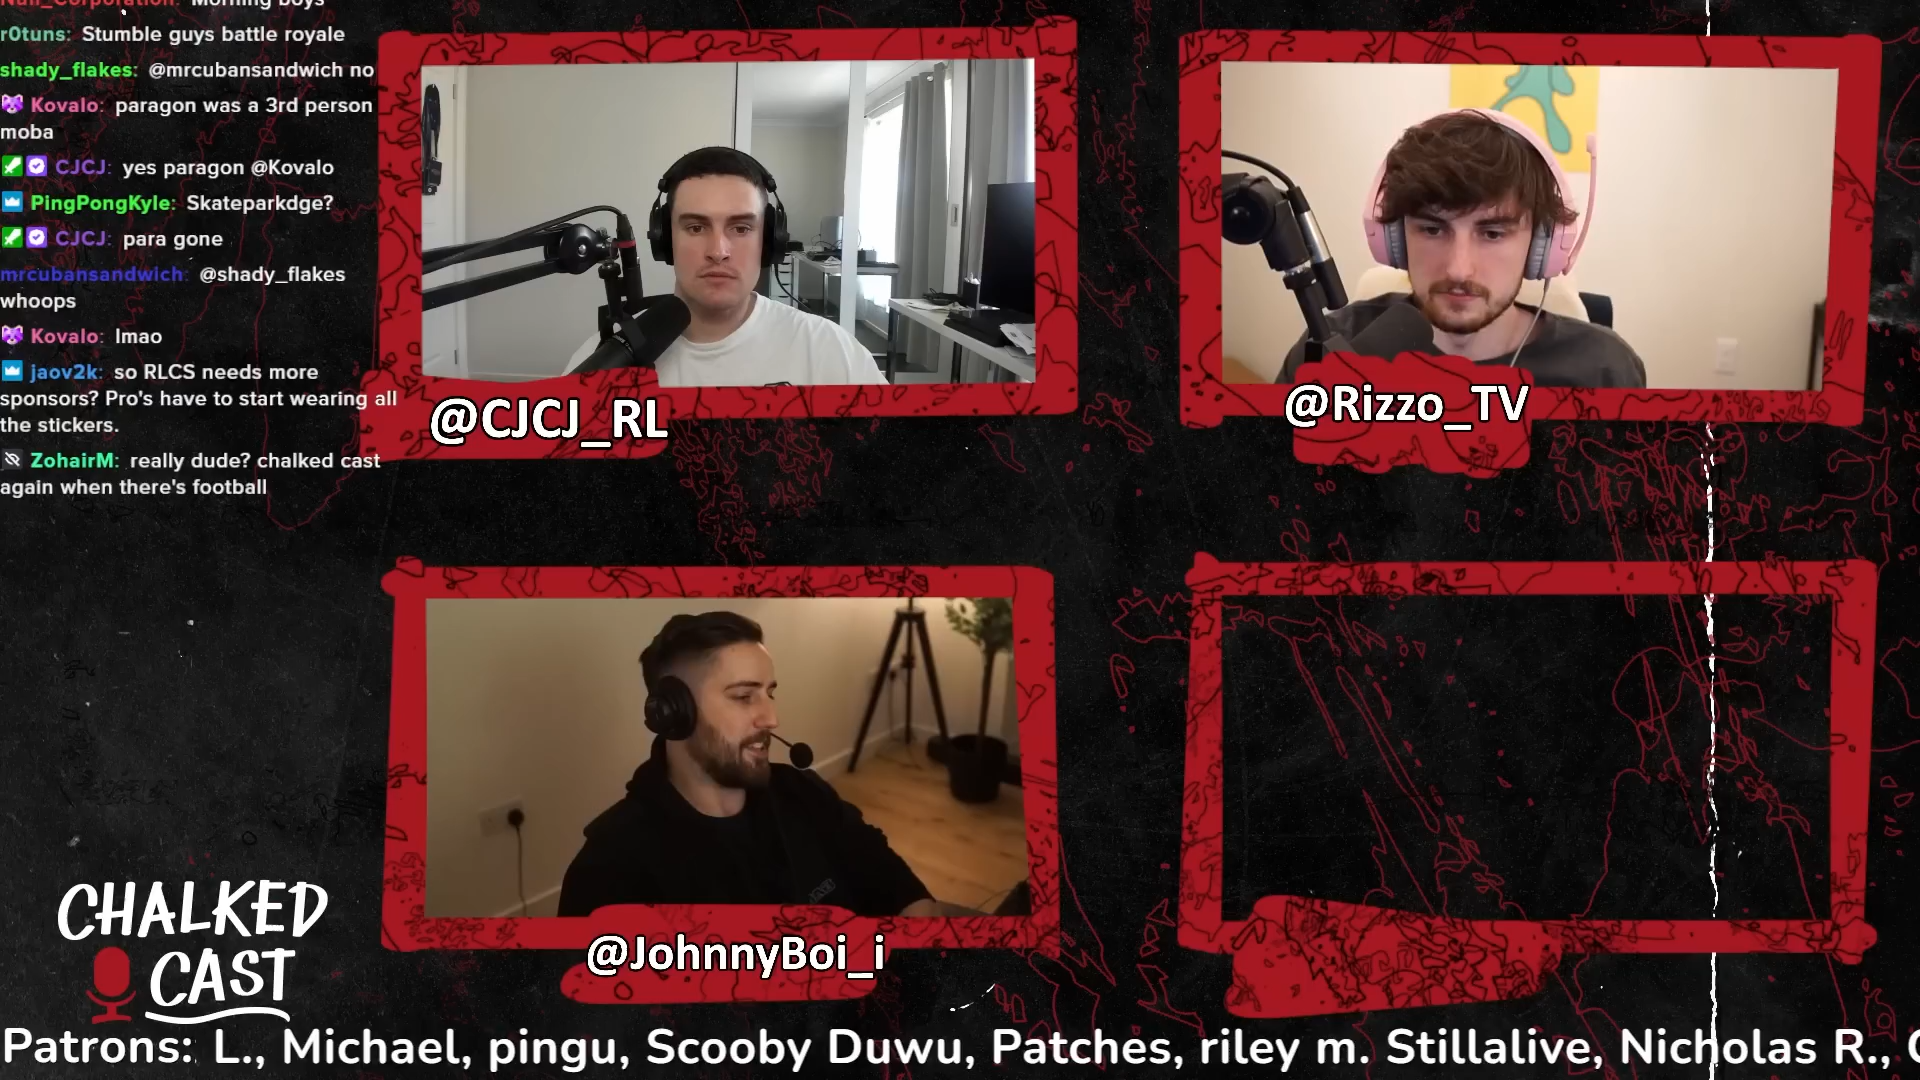 Null_Corporation: Morning boys
r0tuns: Stumble guys battle royale
shady_flakes: @mrcubansandwich no
Kovalo: paragon was a 3rd person
moba
CJCJ: yes paragon @Kovalo
PingPongKyle: Skateparkdge?
CJCJ: para gone
mrcubansandwich: @shady_flakes
whoops
Kovalo: lmao
jaov2k: so RLCS needs more
sponsors? Pro's have to start wearing all
the stickers.
ZohairM: really dude? chalked cast
again when there's football
@CJCJ_RL
@Rizzo_TV
@JohnnyBoi_i
CHALKED
CAST
Patrons: L., Michael, pingu, Scooby Duwu, Patches, riley m. Stillalive, Nicholas R.,